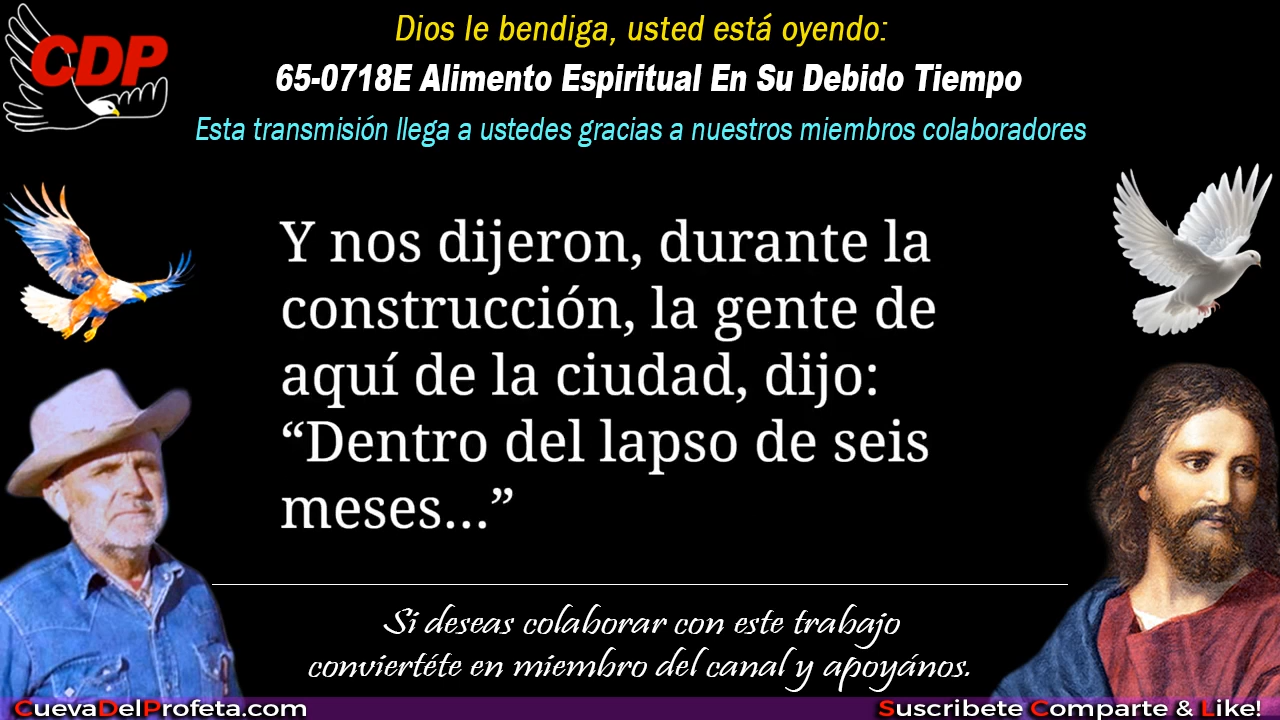 CDP
Dios le bendiga, usted está oyendo:
65-0718E Alimento Espiritual En Su Debido Tiempo
Esta transmisión llega a ustedes gracias a nuestros miembros colaboradores
Y nos dijeron, durante la
construcción, la gente de
aquí de la ciudad, dijo:
“Dentro del lapso de seis
meses...”
Si deseas colaborar con este trabajo
conviertéte en miembro del canal y apoyános.
CuevaDelProfeta.com
Suscribete Comparte & Like!